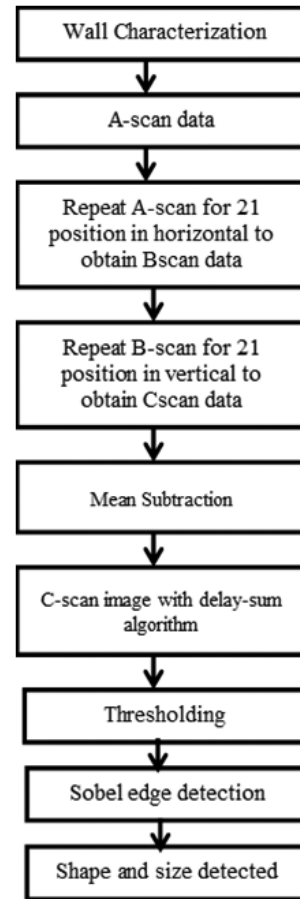 Wall Characterization
A-scan data
Repeat A-scan for 21
position in horizontal to
obtain Bscan data
Repeat B-scan for 21
position in vertical to
obtain Cscan data
Mean Subtraction
C-scan image with delay-sum
algorithm
Thresholding
Sobel edge detection
Shape and size detected